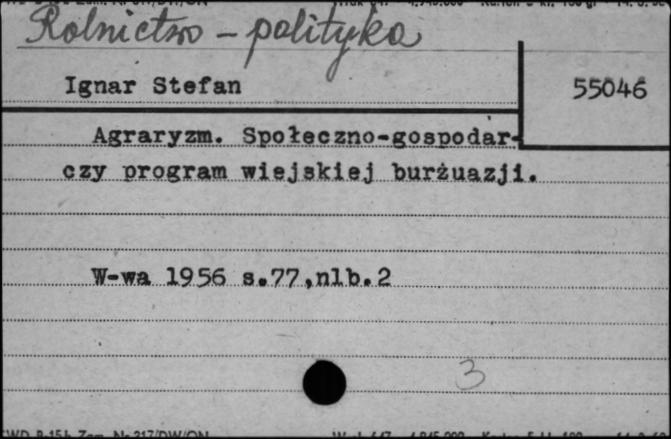 Rolnictwo - polityka
Ignar Stefan
55046
Agraryzm. Społeczno-gospodar-
czy program wiejskiej burżuazji.
W-wa 1956 s.77,nlb.2
3